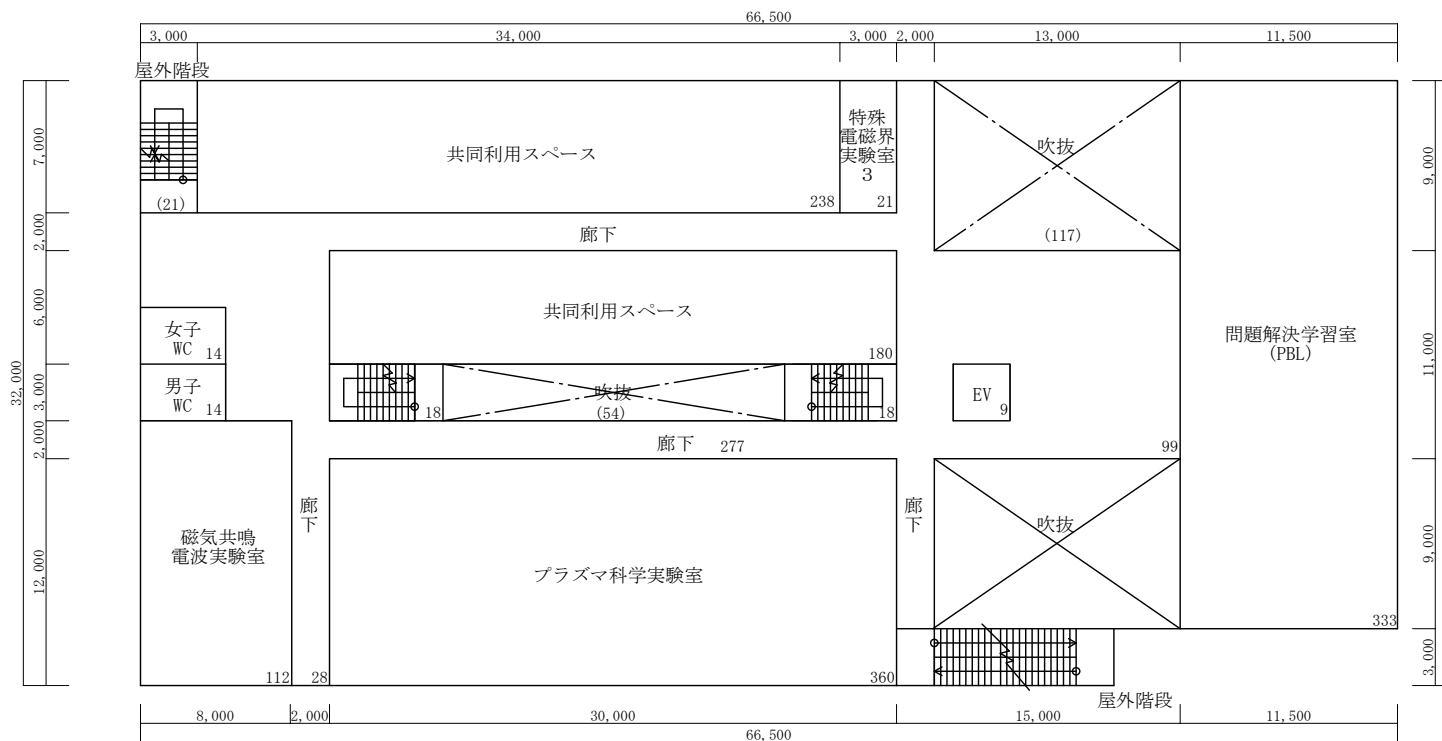 66,500
3,000
34,000
3,000
2,000
13,000
11,500
屋外階段
特殊
電磁界
実験室
3
共同利用スペース
吹抜
7,000
9,000
(21)
238
21
廊下
(117)
2,000
共同利用スペース
女子
WC
14
180
6,000
問題解決学習室
(PBL)
11,000
32,000
男子
WC
14
吹抜
(54)
18
18
EV
9
3,000
廊下
277
99
2,000
廊下
廊下
吹抜
磁気共鳴
電波実験室
プラズマ科学実験室
12,000
9,000
333
112
28
360
3,000
屋外階段
8,000
2,000
30,000
15,000
11,500
66,500